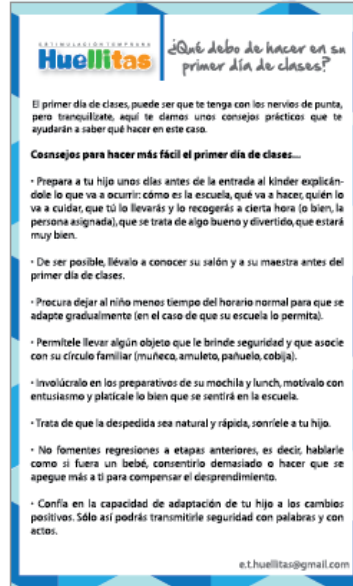 ESTIMULACIÓN TEMPRANA
Huellitas
¿Qué debo de hacer en su
primer día de clases?
El primer día de clases, puede ser que te tenga con los nervios de punta,
pero tranquilízate, aquí te damos unos consejos prácticos que te
ayudarán a saber qué hacer en este caso.
Cosnsejos para hacer más fácil el primer día de clases...
· Prepara a tu hijo unos días antes de la entrada al kinder explicán-
dole lo que va a ocurrir: cómo es la escuela, qué va a hacer, quién lo
va a cuidar, que tú lo llevarás y lo recogerás a cierta hora (o bien, la
persona asignada), que se trata de algo bueno y divertido, que estará
muy bien.
· De ser posible, llévalo a conocer su salón y a su maestra antes del
primer día de clases.
· Procura dejar al niño menos tiempo del horario normal para que se
adapte gradualmente (en el caso de que su escuela lo permita).
· Permítele llevar algún objeto que le brinde seguridad y que asocie
con su círculo familiar (muñeco, amuleto, pañuelo, cobija).
· Involúcralo en los preparativos de su mochila y lunch, motívalo con
entusiasmo y platícale lo bien que se sentirá en la escuela.
· Trata de que la despedida sea natural y rápida, sonríele a tu hijo.
· No fomentes regresiones a etapas anteriores, es decir, hablarle
como si fuera un bebé, consentirlo demasiado o hacer que se
apegue más a ti para compensar el desprendimiento.
· Confía en la capacidad de adaptación de tu hijo a los cambios
positivos. Sólo así podrás transmitirle seguridad con palabras y con
actos.
e.t.huellitas@gmail.com